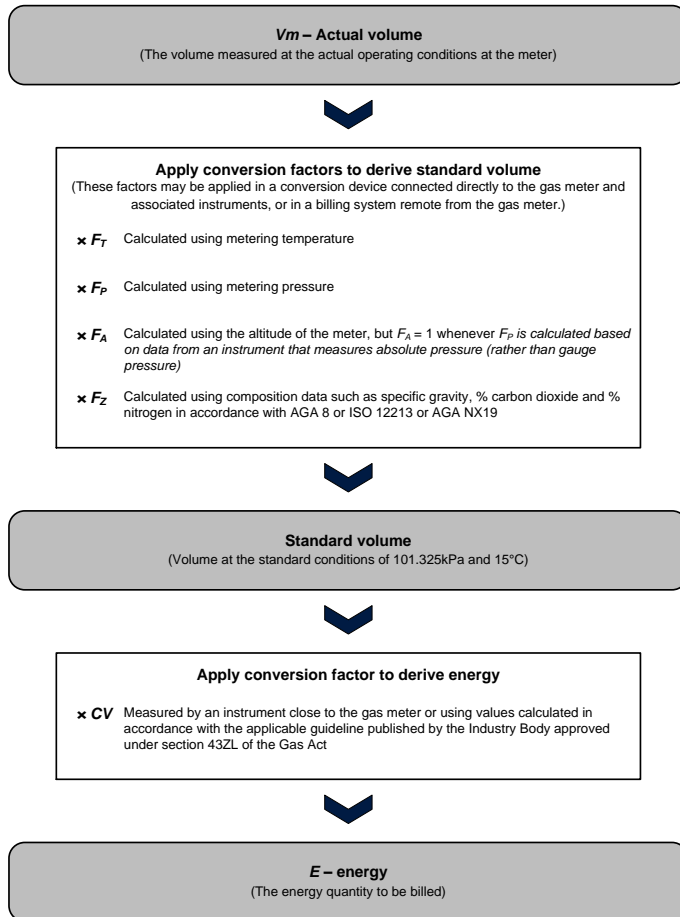 Vm – Actual volume
(The volume measured at the actual operating conditions at the meter)
Apply conversion factors to derive standard volume
(These factors may be applied in a conversion device connected directly to the gas meter and
associated instruments, or in a billing system remote from the gas meter.)
× FT Calculated using metering temperature
× FP Calculated using metering pressure
× FA Calculated using the altitude of the meter, but FA = 1 whenever FP is calculated based
on data from an instrument that measures absolute pressure (rather than gauge
pressure)
× FZ Calculated using composition data such as specific gravity, % carbon dioxide and %
nitrogen in accordance with AGA 8 or ISO 12213 or AGA NX19
Standard volume
(Volume at the standard conditions of 101.325kPa and 15°C)
Apply conversion factor to derive energy
× CV Measured by an instrument close to the gas meter or using values calculated in
accordance with the applicable guideline published by the Industry Body approved
under section 43ZL of the Gas Act
E – energy
(The energy quantity to be billed)